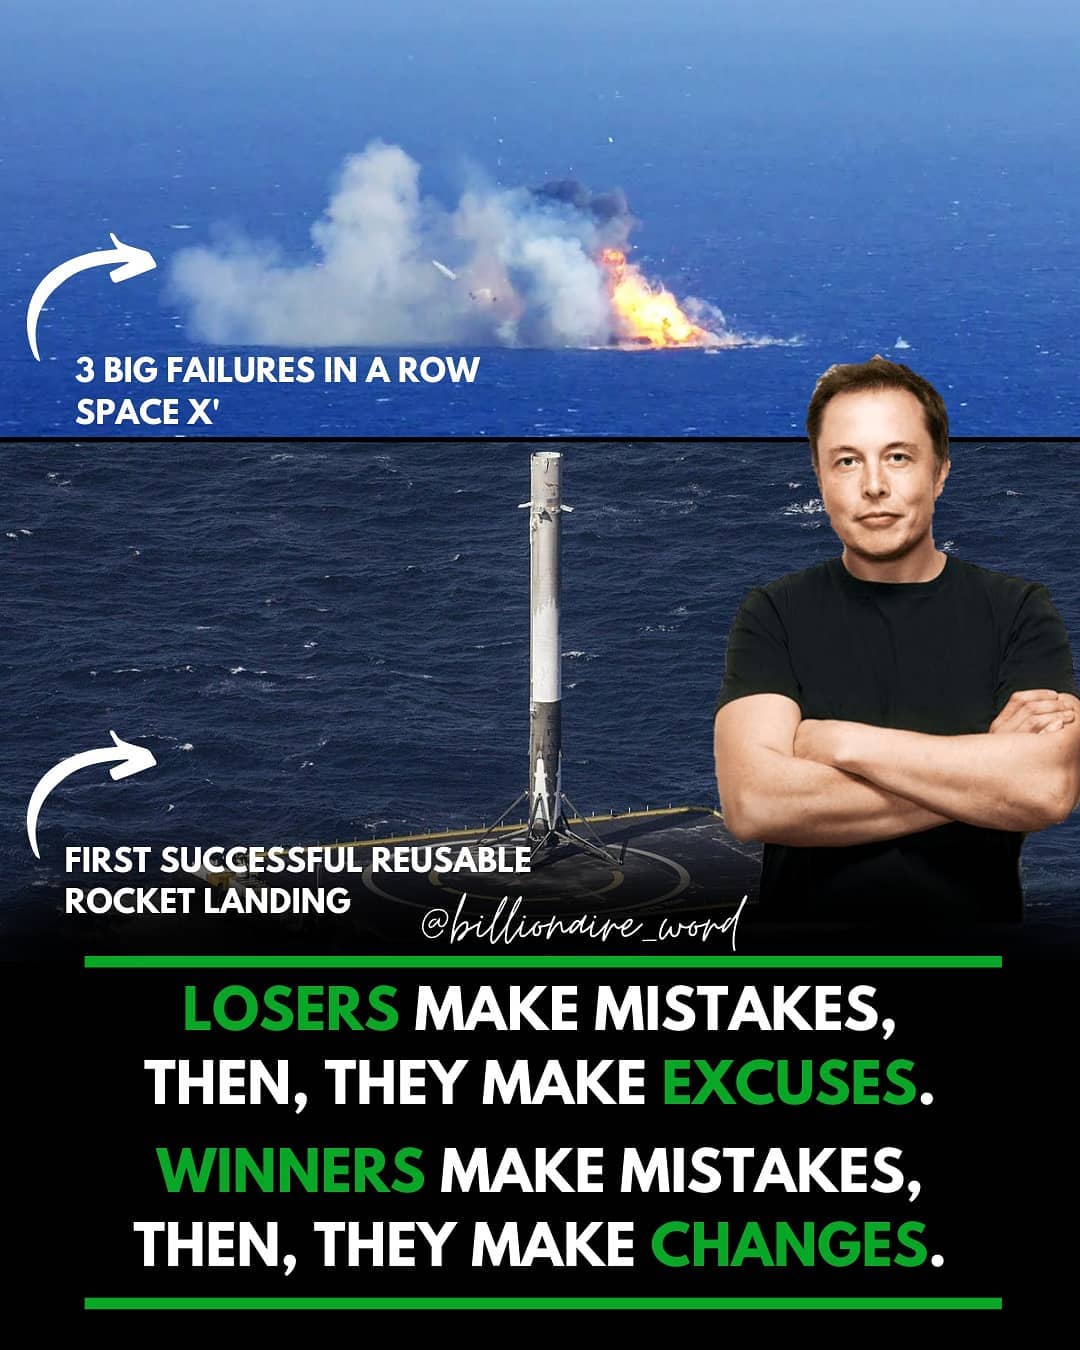 3 BIG FAILURES IN A ROW
SPACE X'
FIRST SUCCESSFUL REUSABLE
ROCKET LANDING
@billionaire_word
LOSERS MAKE MISTAKES,
THEN, THEY MAKE EXCUSES.
WINNERS MAKE MISTAKES,
THEN, THEY MAKE CHANGES.